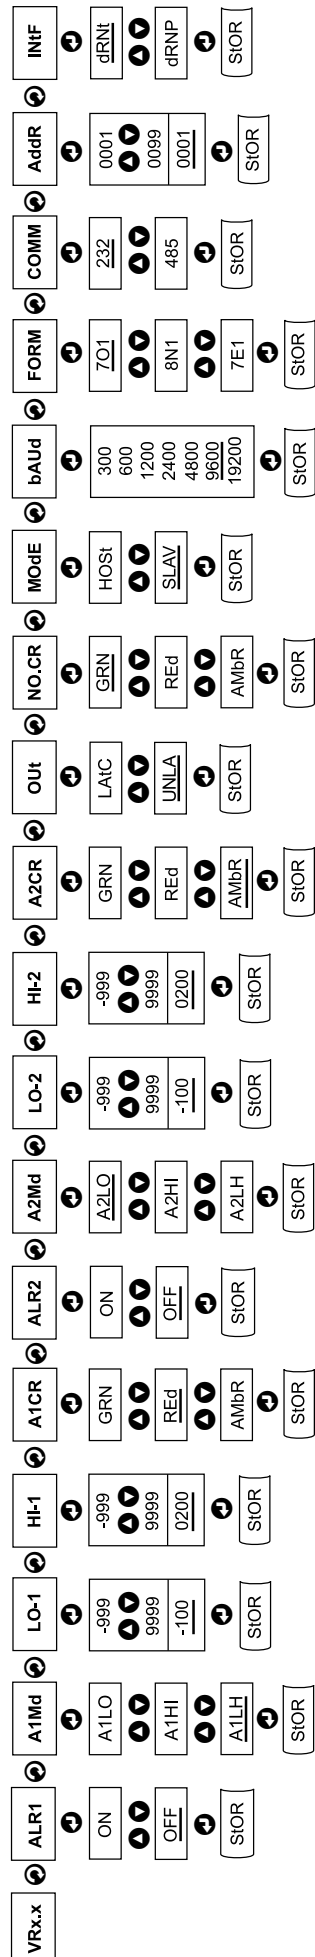 VRx.x
ALR1
ON
OFF
StOR
A1Md
A1LO
A1HI
A1LH
StOR
LO-1
-999
9999
-100
StOR
HI-1
-999
9999
0200
StOR
A1CR
GRN
REd
AMbR
StOR
ALR2
ON
OFF
StOR
A2Md
A2LO
A2HI
A2LH
StOR
LO-2
-999
9999
-100
StOR
HI-2
-999
9999
0200
StOR
A2CR
GRN
REd
AMbR
StOR
OUt
LAtC
UNLA
StOR
NO.CR
GRN
REd
AMbR
StOR
MOdE
HOSt
SLAV
StOR
bAUd
300
600
1200
2400
4800
9600
19200
StOR
FORM
7O1
8N1
7E1
StOR
COMM
232
485
StOR
AddR
0001
0099
0001
StOR
INtF
dRNt
dRNP
StOR